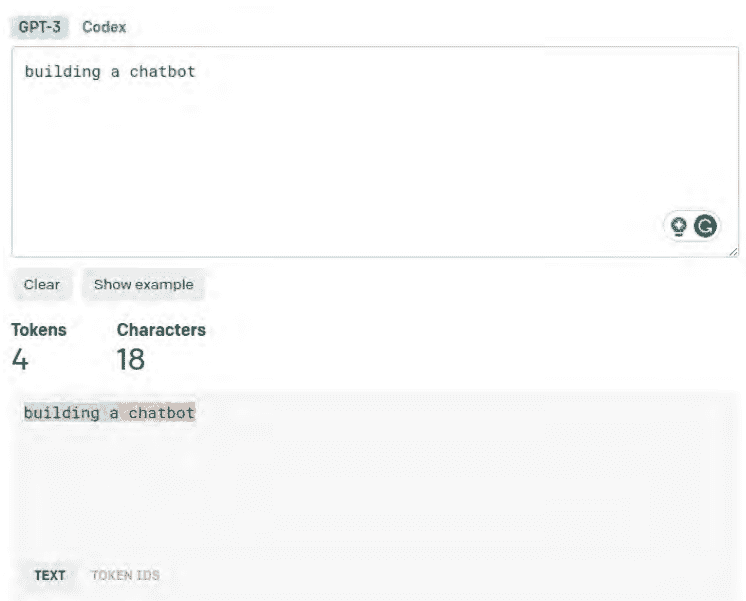 GPT-3 Codex
building a chatbot
Clear Show example
Tokens Characters
4 18
building a chatbot
TEXT TOKEN IDS